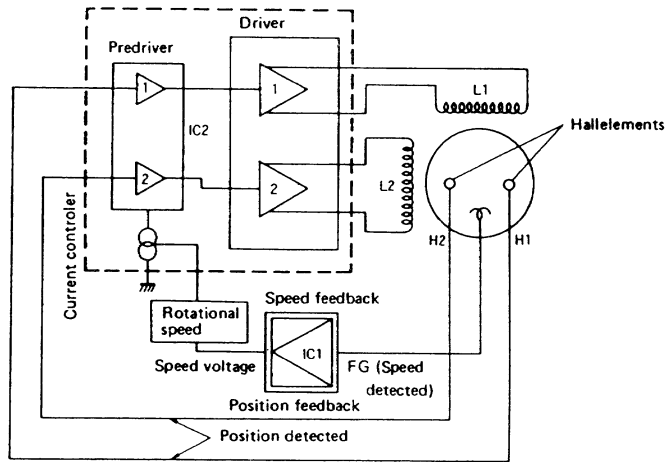 Driver
Predriver
1
1
L1
IC2
Hallelements
2
2
L2
Current controler
H2
H1
Speed feedback
Rotational
speed
IC1
Speed voltage
FG (Speed
detected)
Position feedback
Position detected